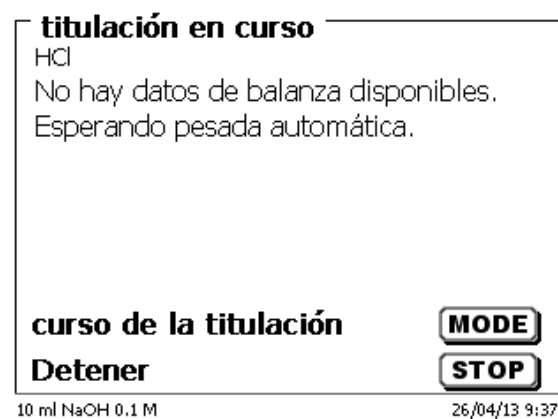 titulación en curso
HCl
No hay datos de balanza disponibles.
Esperando pesada automática.
curso de la titulación MODE
Detener STOP
10 ml NaOH 0.1 M 26/04/13 9:37